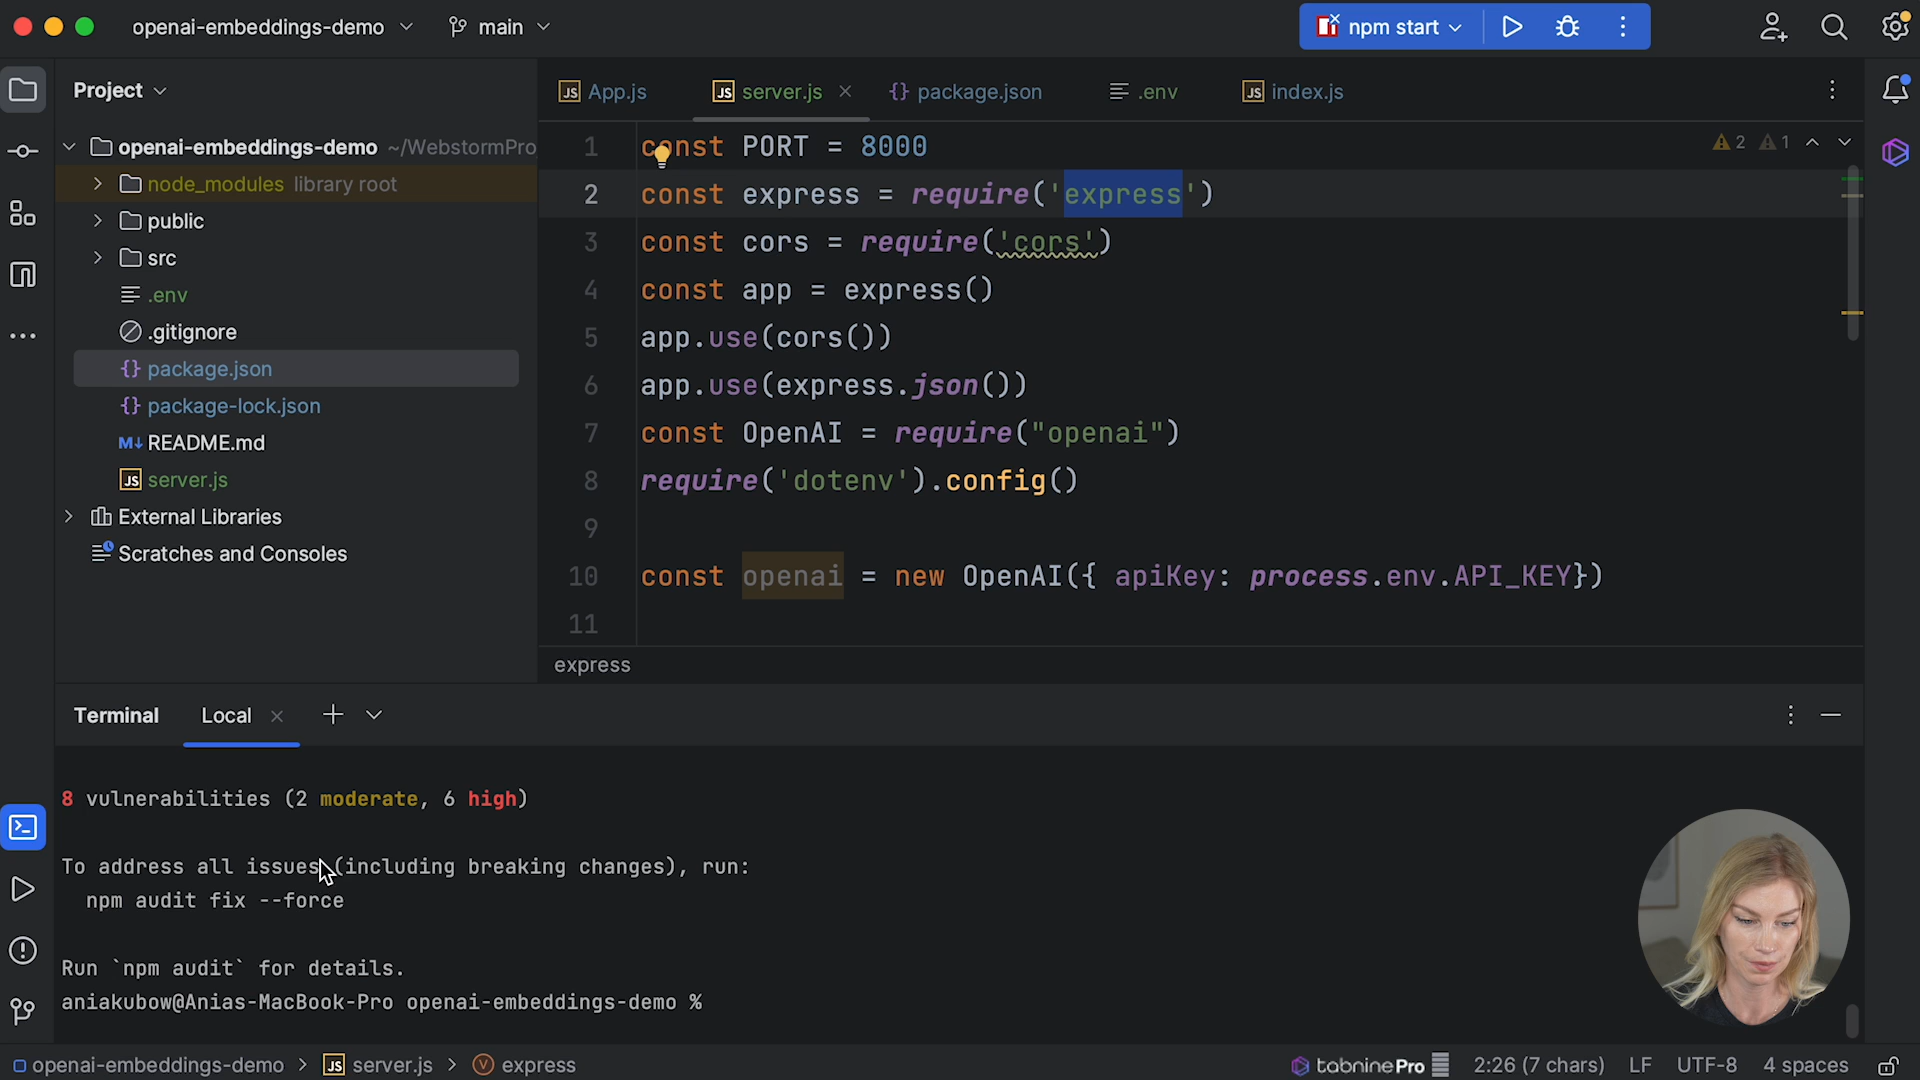 openai-embeddings-demo
main
npm start
Project
openai-embeddings-demo ~/WebstormPro
node_modules library root
public
src
.env
.gitignore
{} package.json
{} package-lock.json
M↓ README.md
JS server.js
External Libraries
Scratches and Consoles
JS App.js
JS server.js
{} package.json
.env
JS index.js
2
1
1 const PORT = 8000
2 const express = require('express')
3 const cors = require('cors')
4 const app = express()
5 app.use(cors())
6 app.use(express.json())
7 const OpenAI = require("openai")
8 require('dotenv').config()
9
10 const openai = new OpenAI({ apiKey: process.env.API_KEY})
11
express
Terminal
Local
8 vulnerabilities (2 moderate, 6 high)
To address all issues (including breaking changes), run:
npm audit fix --force
Run `npm audit` for details.
aniakubow@Anias-MacBook-Pro openai-embeddings-demo %
openai-embeddings-demo > JS server.js > V express
tabnine Pro
2:26 (7 chars)
LF
UTF-8
4 spaces